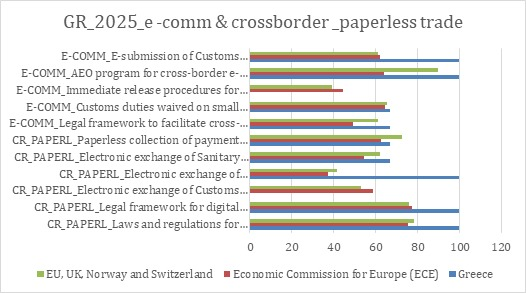 GR_2025_e -comm & crossborder _paperless trade
E-COMM_E-submission of Customs...
E-COMM_AEO program for cross-border e-...
E-COMM_Immediate release procedures for...
E-COMM_Customs duties waived on small...
E-COMM_Legal framework to facilitate cross-...
CR_PAPERL_Paperless collection of payment...
CR_PAPERL_Electronic exchange of Sanitary...
CR_PAPERL_Electronic exchange of...
CR_PAPERL_Electronic exchange of Customs...
CR_PAPERL_Legal framework for digital...
CR_PAPERL_Laws and regulations for...
0 20 40 60 80 100 120
EU, UK, Norway and Switzerland Economic Commission for Europe (ECE) Greece